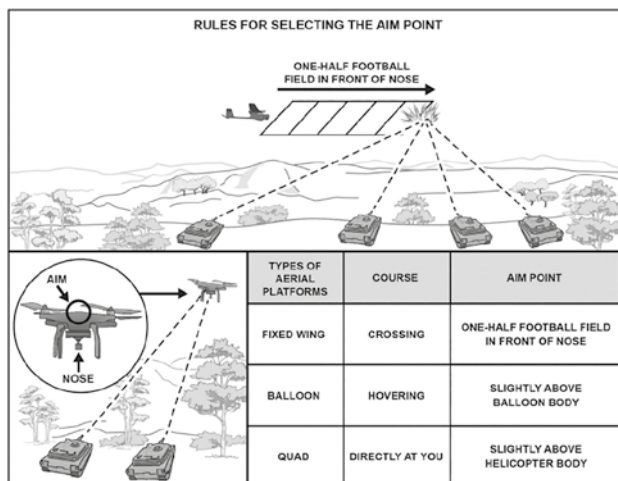 RULES FOR SELECTING THE AIM POINT
ONE-HALF FOOTBALL
FIELD IN FRONT OF NOSE
AIM
NOSE
TYPES OF
AERIAL
PLATFORMS
COURSE
AIM POINT
FIXED WING
CROSSING
ONE-HALF FOOTBALL FIELD
IN FRONT OF NOSE
BALLOON
HOVERING
SLIGHTLY ABOVE
BALLOON BODY
QUAD
DIRECTLY AT YOU
SLIGHTLY ABOVE
HELICOPTER BODY